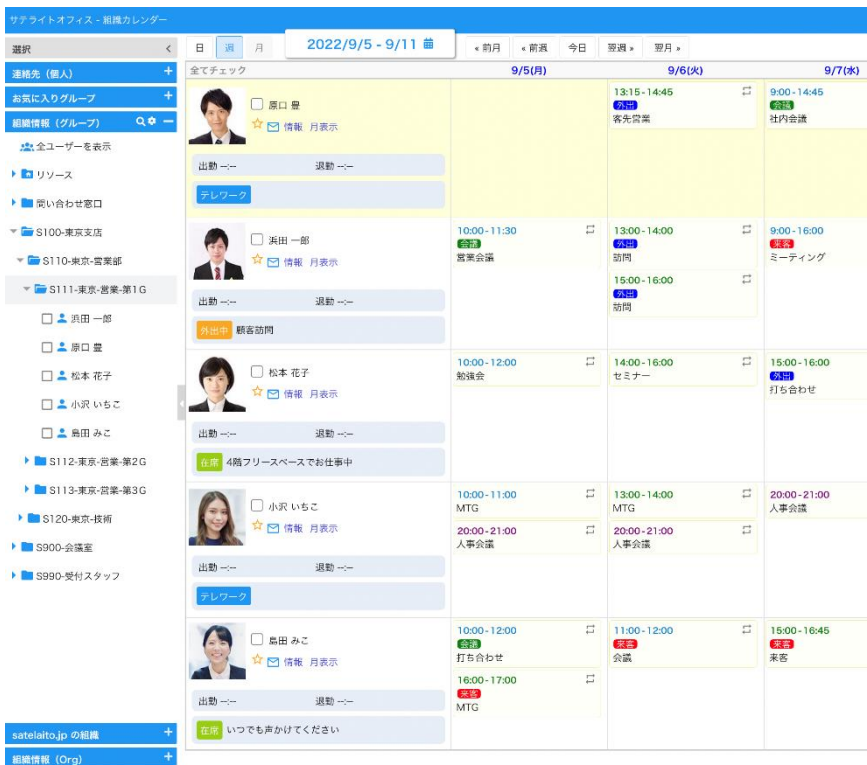 サテライトオフィス - 組織カレンダー
選択 <
連絡先（個人） +
お気に入りグループ +
組織情報（グループ） −
全ユーザーを表示
リソース
問い合わせ窓口
S100-東京支店
S110-東京-営業部
S111-東京-営業-第1G
浜田 一郎
原口 豊
松本 花子
小沢 いちこ
島田 みこ
S112-東京-営業-第2G
S113-東京-営業-第3G
S120-東京-技術
S900-会議室
S990-受付スタッフ
satelaito.jp の組織 +
組織情報（Org） +
日 週 月 2022/9/5 - 9/11 « 前月 « 前週 今日 翌週 » 翌月 »
全てチェック 9/5(月) 9/6(火) 9/7(水)
原口 豊
情報 月表示
出勤 --:-- 退勤 --:--
テレワーク
13:15 - 14:45
外出
客先営業
9:00 - 14:45
会議
社内会議
浜田 一郎
情報 月表示
出勤 --:-- 退勤 --:--
外出中 顧客訪問
10:00 - 11:30
会議
営業会議
13:00 - 14:00
外出
訪問
15:00 - 16:00
外出
訪問
9:00 - 16:00
来客
ミーティング
松本 花子
情報 月表示
出勤 --:-- 退勤 --:--
在席 4階フリースペースでお仕事中
10:00 - 12:00
勉強会
14:00 - 16:00
セミナー
15:00 - 16:00
外出
打ち合わせ
小沢 いちこ
情報 月表示
出勤 --:-- 退勤 --:--
テレワーク
10:00 - 11:00
MTG
20:00 - 21:00
人事会議
13:00 - 14:00
MTG
20:00 - 21:00
人事会議
20:00 - 21:00
人事会議
島田 みこ
情報 月表示
出勤 --:-- 退勤 --:--
在席 いつでも声かけてください
10:00 - 12:00
会議
打ち合わせ
16:00 - 17:00
来客
MTG
11:00 - 12:00
来客
会議
15:00 - 16:45
来客
来客